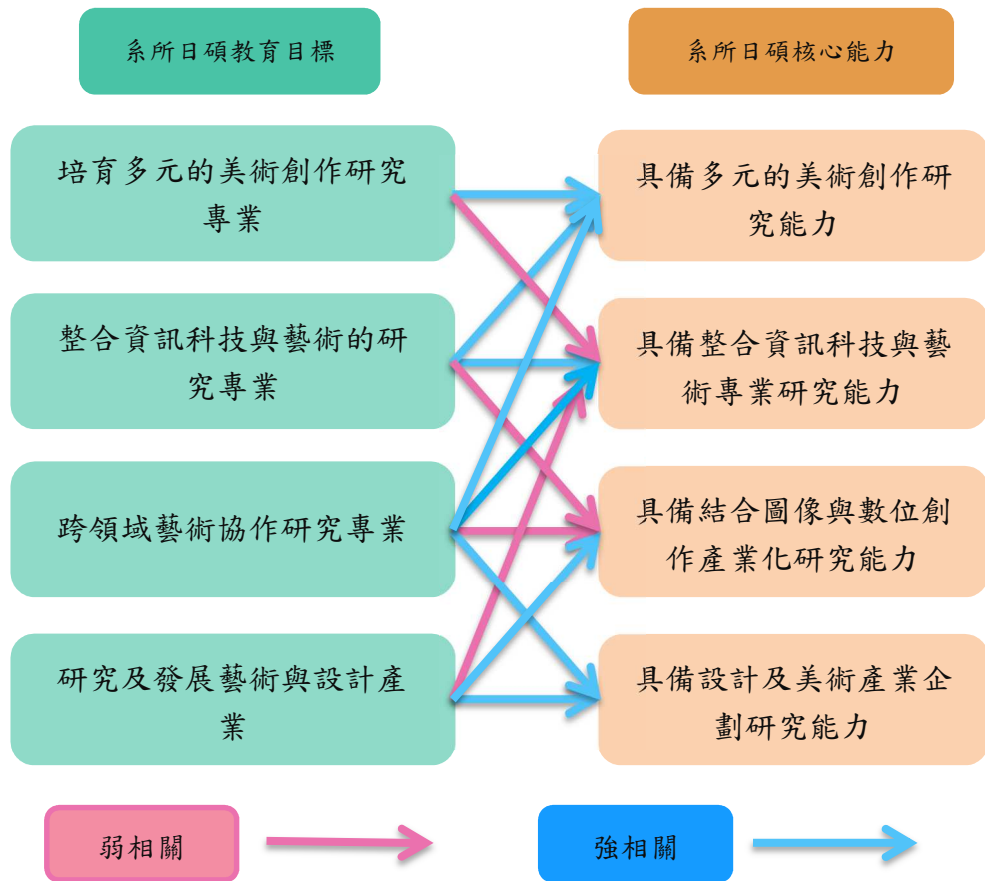 系所日碩教育目標
系所日碩核心能力
培育多元的美術創作研究
專業
具備多元的美術創作研
究能力
整合資訊科技與藝術的研
究專業
具備整合資訊科技與藝
術專業研究能力
跨領域藝術協作研究專業
具備結合圖像與數位創
作產業化研究能力
研究及發展藝術與設計產
業
具備設計及美術產業企
劃研究能力
弱相關
強相關